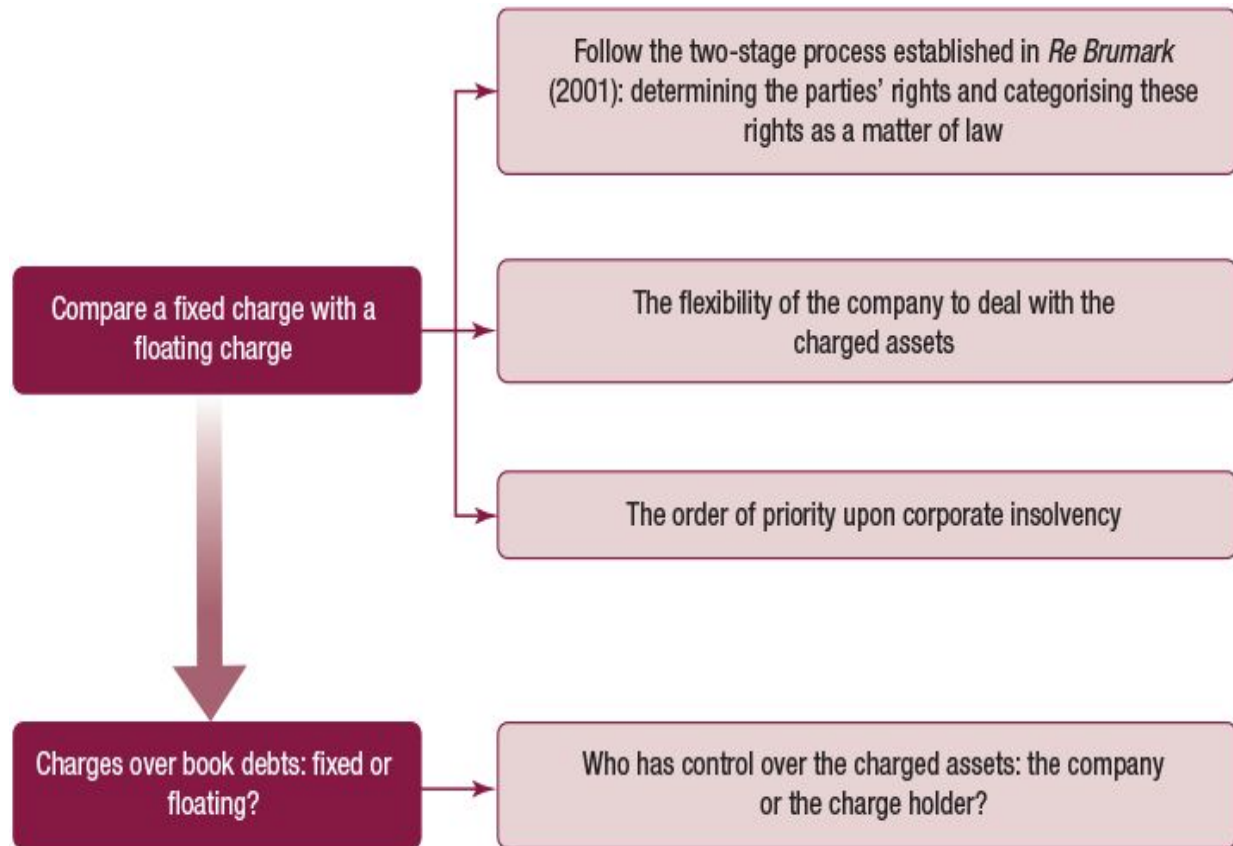 Follow the two-stage process established in Re Brumark
(2001): determining the parties’ rights and categorising these
rights as a matter of law
Compare a fixed charge with a
floating charge
The flexibility of the company to deal with the
charged assets
The order of priority upon corporate insolvency
Charges over book debts: fixed or
floating?
Who has control over the charged assets: the company
or the charge holder?